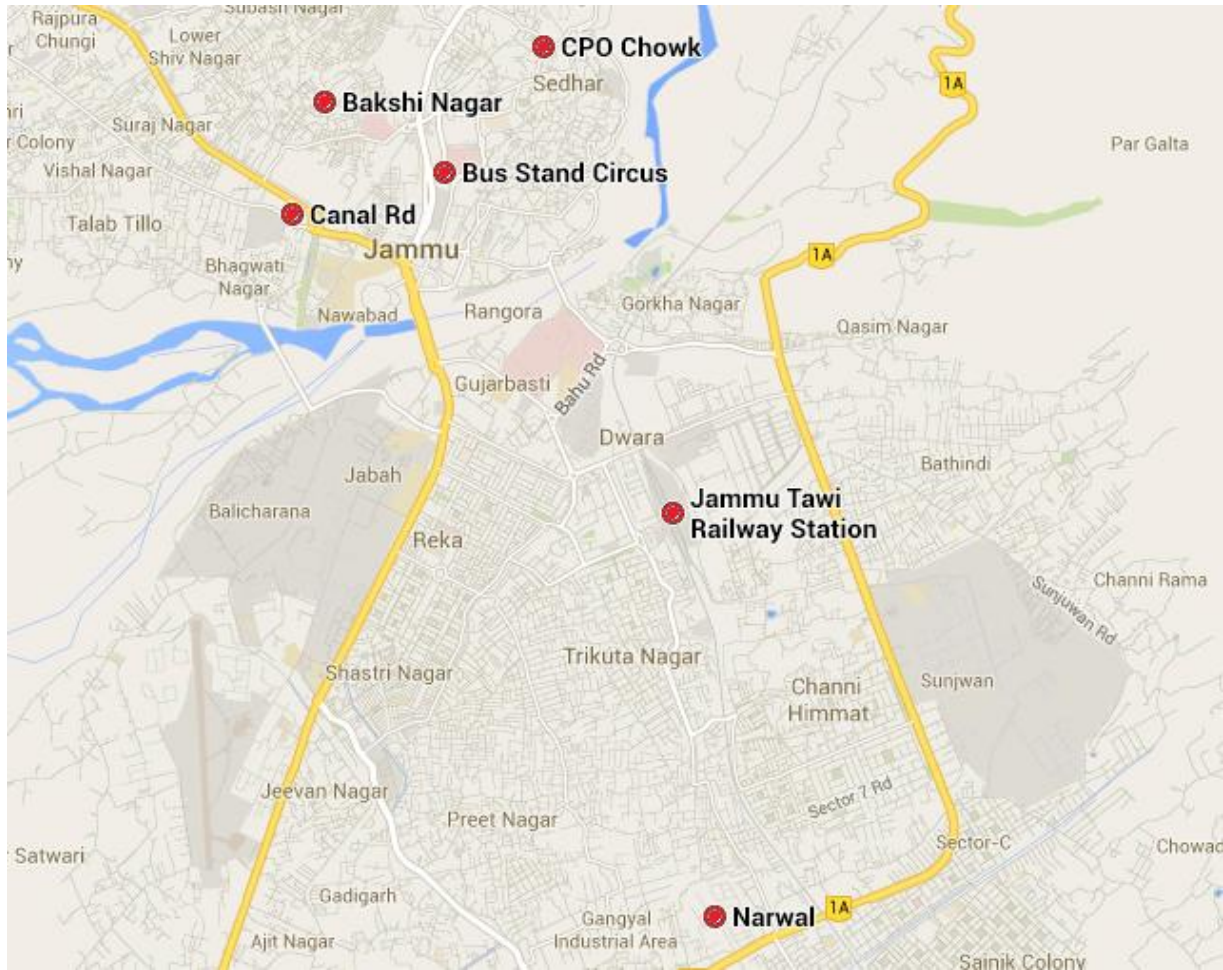 Subash Nagar
Rajpura
Chungi
Lower
Shiv Nagar
CPO Chowk
Sedhar
1A
Bakshi Nagar
Suraj Nagar
Colony
Par Galta
Vishal Nagar
Bus Stand Circus
Talab Tillo
Canal Rd
Jammu
1A
Bhagwati
Nagar
Nawabad
Rangora
Gorkha Nagar
Qasim Nagar
Gujarbasti
Bahu Rd
Dwara
Jabah
Bathindi
Balicharana
Jammu Tawi
Railway Station
Reka
Channi Rama
Sunjuwan Rd
Trikuta Nagar
Shastri Nagar
Channi
Himmat
Sunjwan
Jeevan Nagar
Sector 7 Rd
Preet Nagar
Sector-C
Satwari
Chowad
Gadigarh
1A
Narwal
Gangyal
Industrial Area
Ajit Nagar
Sainik Colony